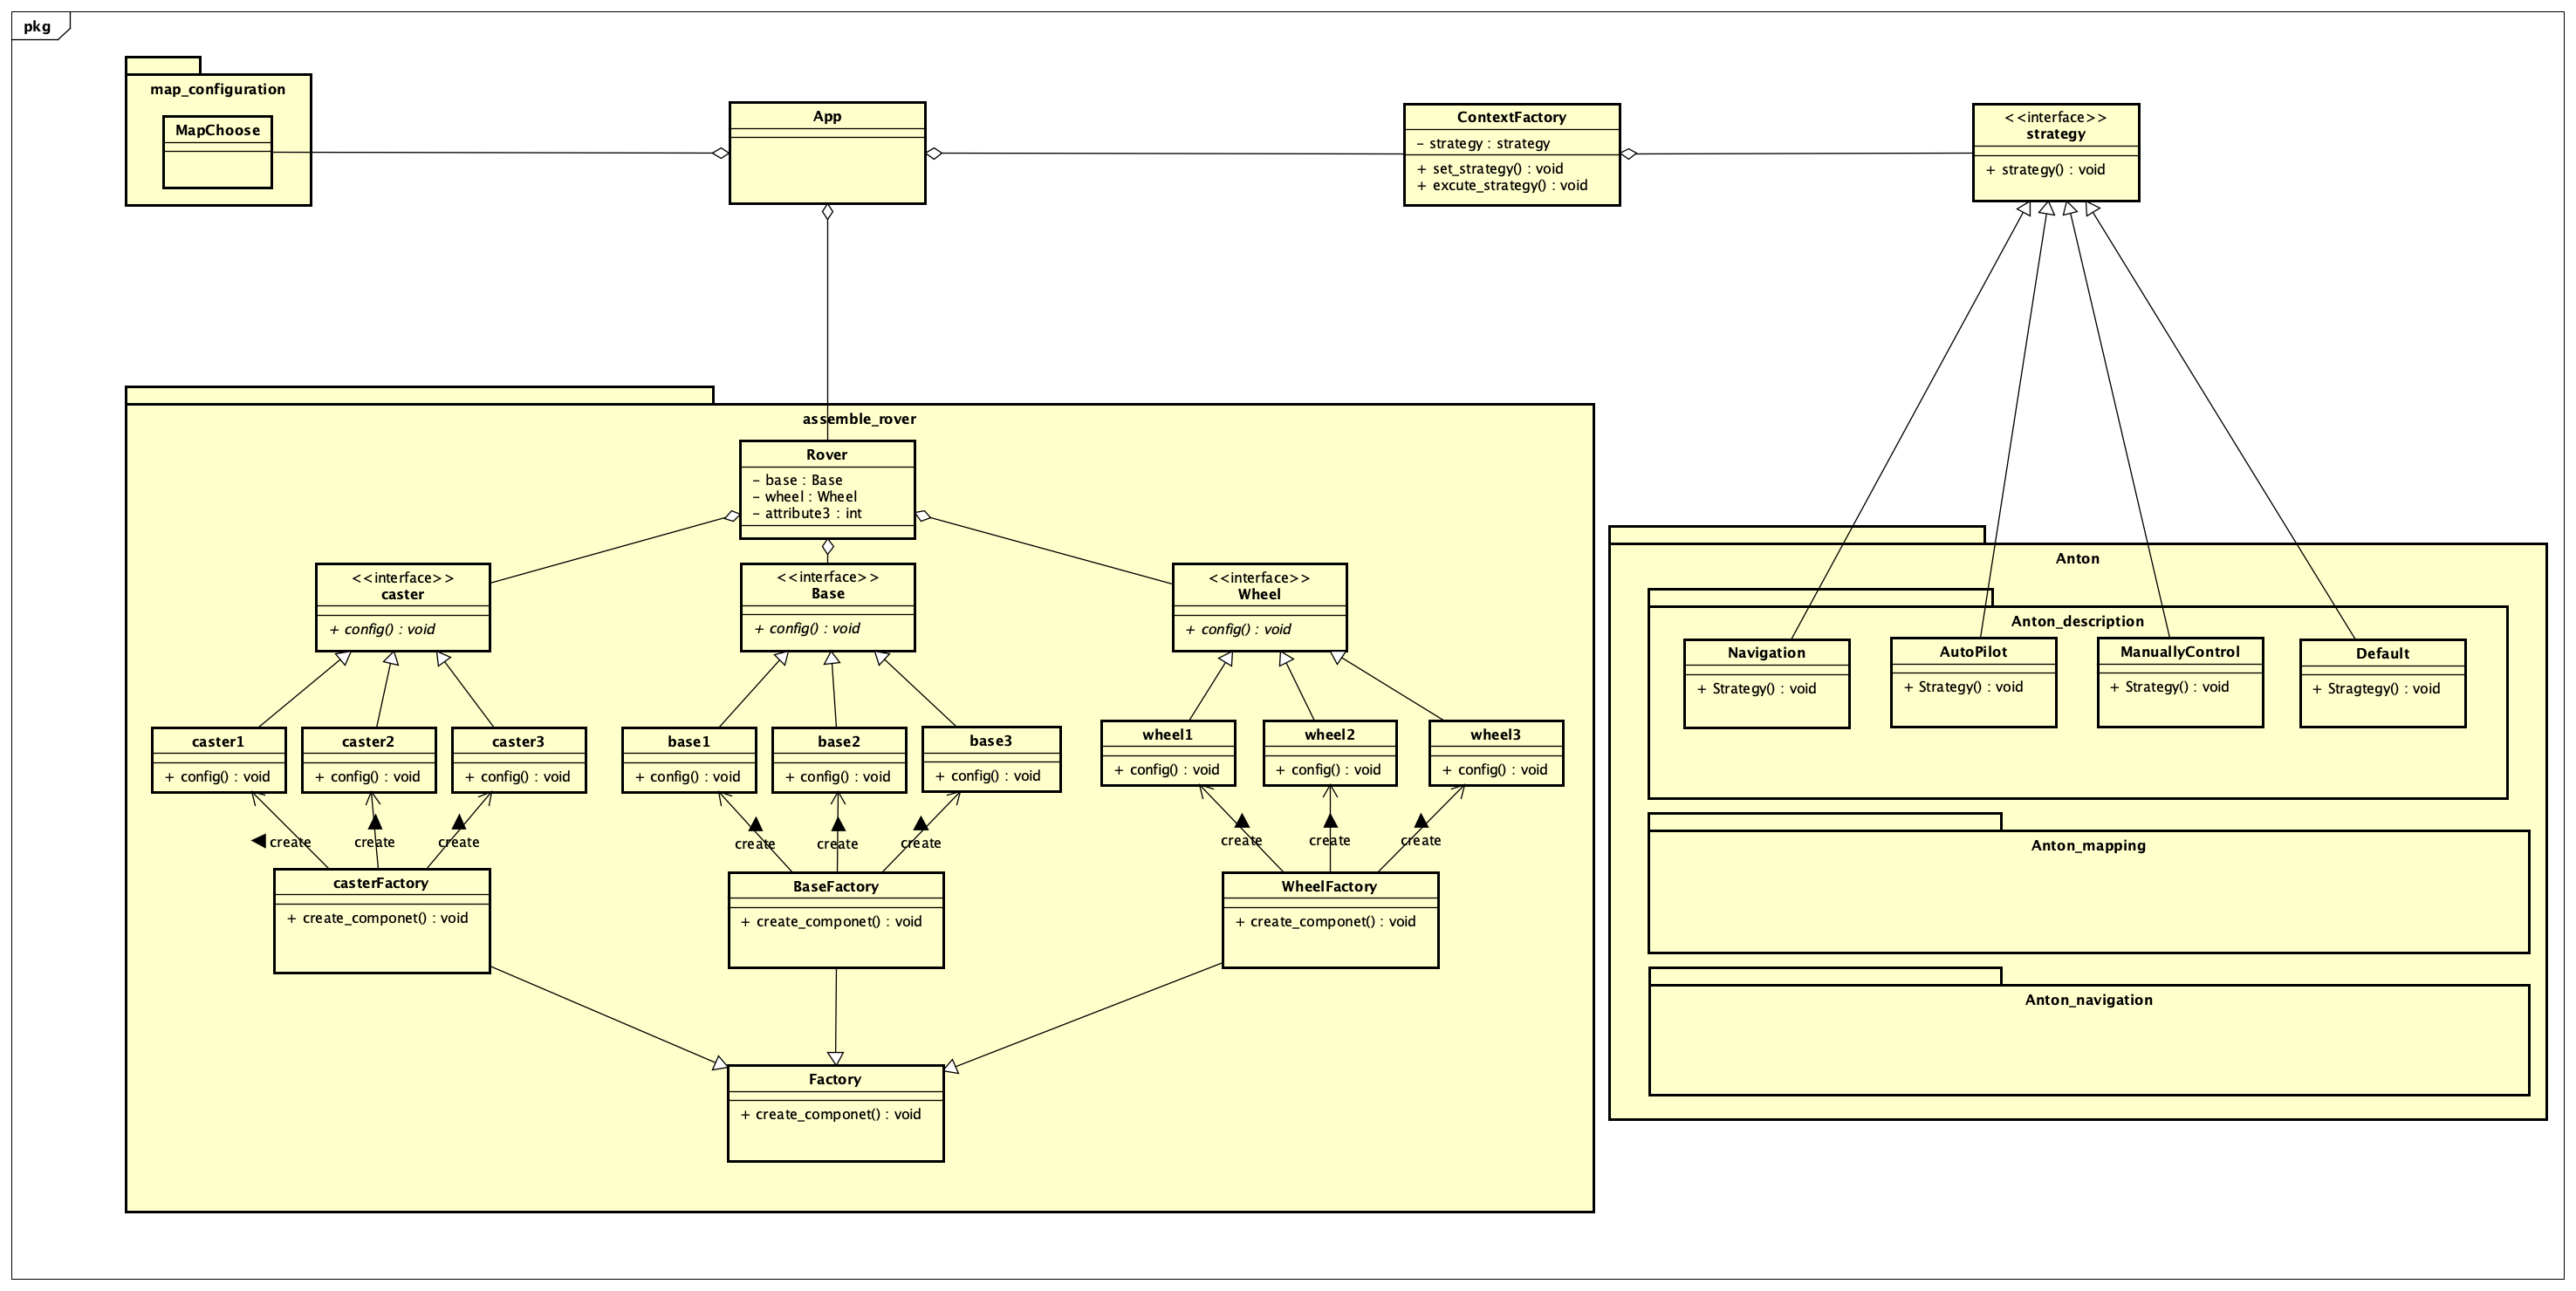 pkg
map_configuration
MapChoose
App
ContextFactory
- strategy : strategy
+ set_strategy() : void
+ excute_strategy() : void
<<interface>>
strategy
+ strategy() : void
assemble_rover
Rover
- base : Base
- wheel : Wheel
- attribute3 : int
<<interface>>
caster
+ config() : void
<<interface>>
Base
+ config() : void
<<interface>>
Wheel
+ config() : void
caster1
+ config() : void
caster2
+ config() : void
caster3
+ config() : void
base1
+ config() : void
base2
+ config() : void
base3
+ config() : void
wheel1
+ config() : void
wheel2
+ config() : void
wheel3
+ config() : void
create
create
create
create
create
create
create
create
create
casterFactory
+ create_componet() : void
BaseFactory
+ create_componet() : void
WheelFactory
+ create_componet() : void
Factory
+ create_componet() : void
Anton
Anton_description
Navigation
+ Strategy() : void
AutoPilot
+ Strategy() : void
ManuallyControl
+ Strategy() : void
Default
+ Stragtegy() : void
Anton_mapping
Anton_navigation